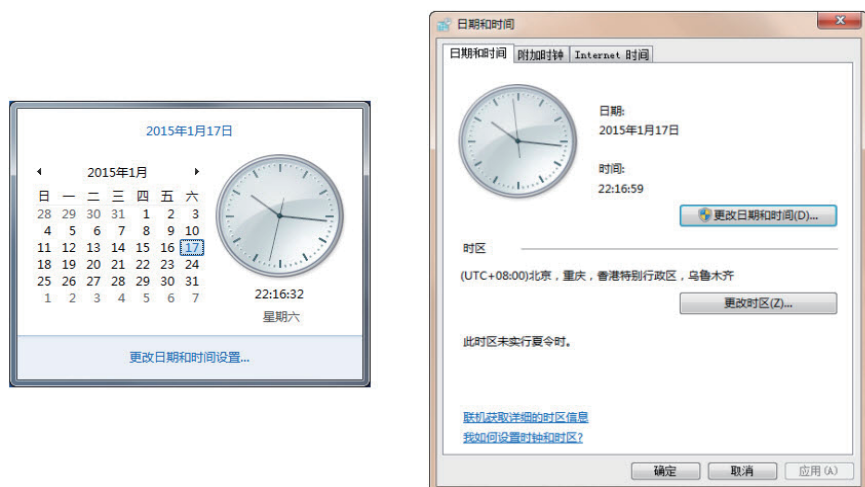 2015年1月17日
2015年1月
日 一 二 三 四 五 六
28 29 30 31 1 2 3
4 5 6 7 8 9 10
11 12 13 14 15 16 17
18 19 20 21 22 23 24
25 26 27 28 29 30 31
1 2 3 4 5 6 7
22:16:32
星期六
更改日期和时间设置...
日期和时间
日期和时间 附加时钟 Internet 时间
日期:
2015年1月17日
时间:
22:16:59
更改日期和时间(D)...
时区
(UTC+08:00)北京，重庆，香港特别行政区，乌鲁木齐
更改时区(Z)...
此时区未实行夏令时。
联机获取详细的时区信息
我如何设置时钟和时区?
确定 取消 应用(A)